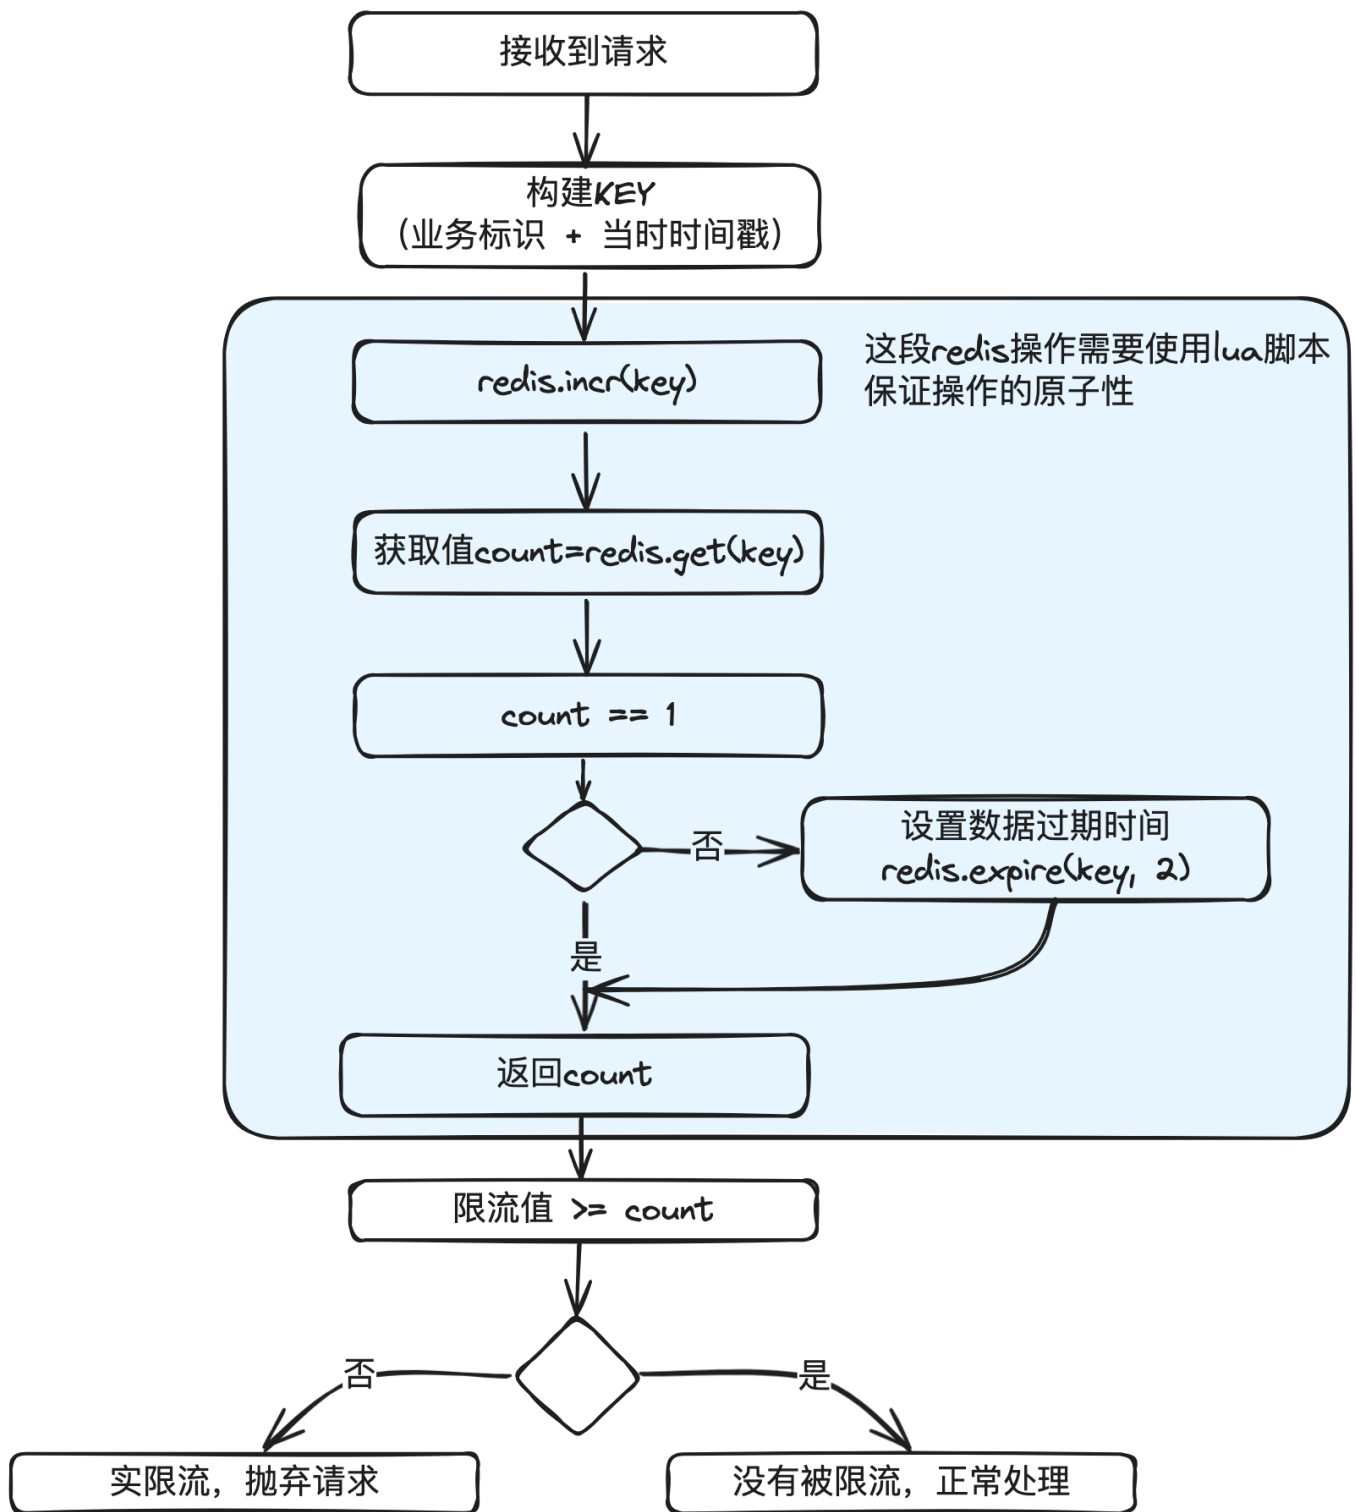 接收到请求
构建KEY
（业务标识 + 当时时间戳）
redis.incr(key)
这段redis操作需要使用lua脚本
保证操作的原子性
获取值count=redis.get(key)
count == 1
否
设置数据过期时间
redis.expire(key, 2)
是
返回count
限流值 >= count
否
是
实限流，抛弃请求
没有被限流，正常处理